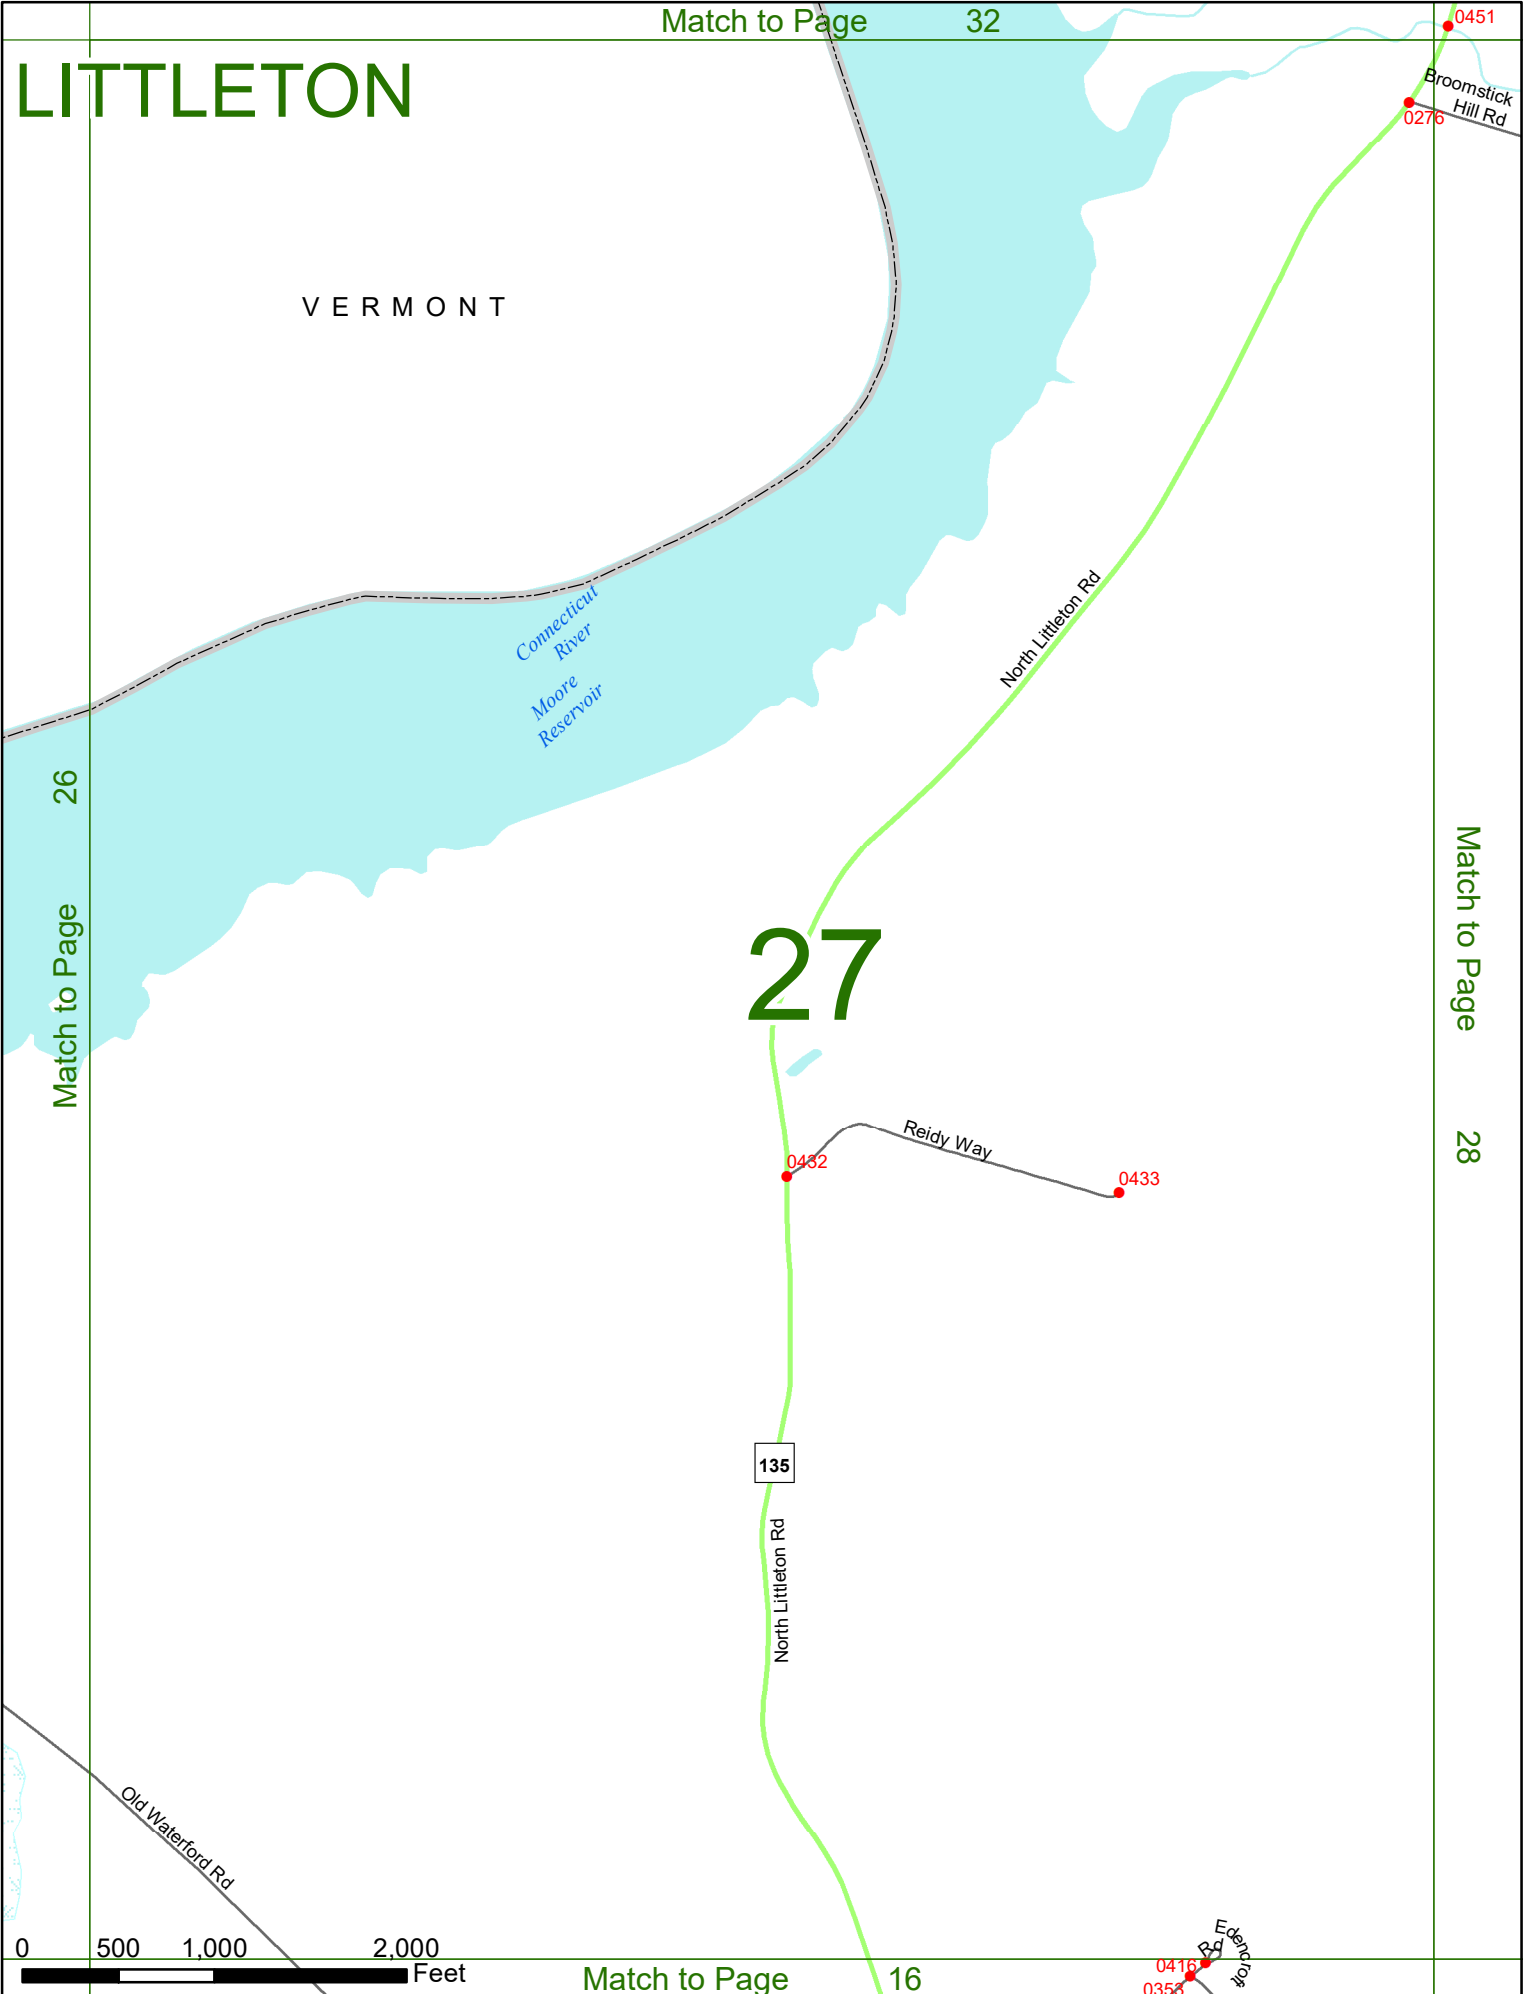 Match to Page 32
0451
LITTLETON
Broomstick
Hill Rd
0276
VERMONT
North Littleton Rd
Connecticut
River
Moore
Reservoir
Match to Page 26
Match to Page 28
27
Reidy Way
0432
0433
135
North Littleton Rd
Old Waterford Rd
Edencroft
Rd
0416
0353
0 500 1,000 2,000
Feet
Match to Page 16